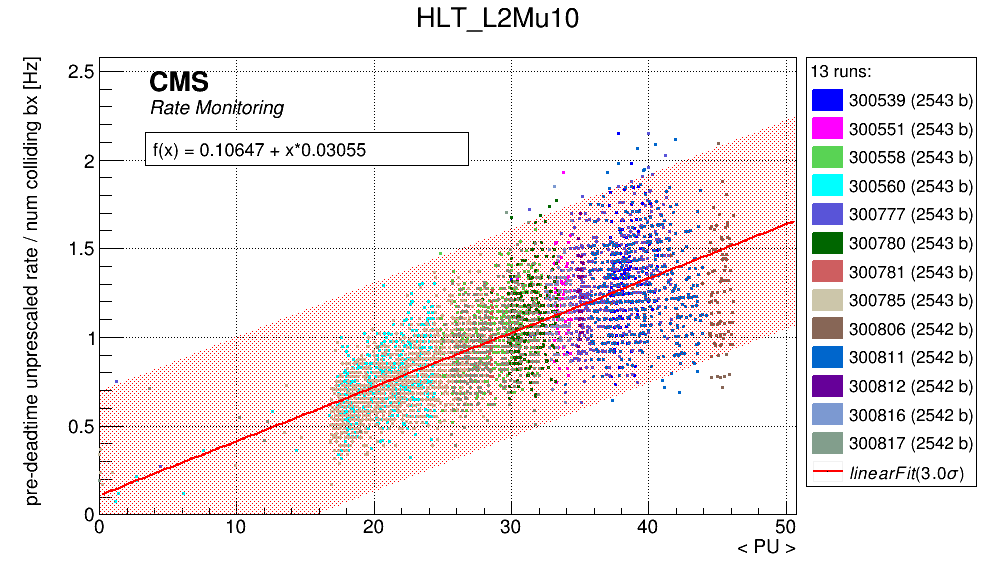 HLT_L2Mu10
pre-deadtime unprescaled rate / num colliding bx [Hz]
2.5
2
1.5
1
0.5
0
CMS
Rate Monitoring
f(x) = 0.10647 + x*0.03055
0 10 20 30 40 50
< PU >
13 runs:
300539 (2543 b)
300551 (2543 b)
300558 (2543 b)
300560 (2543 b)
300777 (2543 b)
300780 (2543 b)
300781 (2543 b)
300785 (2543 b)
300806 (2542 b)
300811 (2542 b)
300812 (2542 b)
300816 (2542 b)
300817 (2542 b)
linearFit(3.0σ)